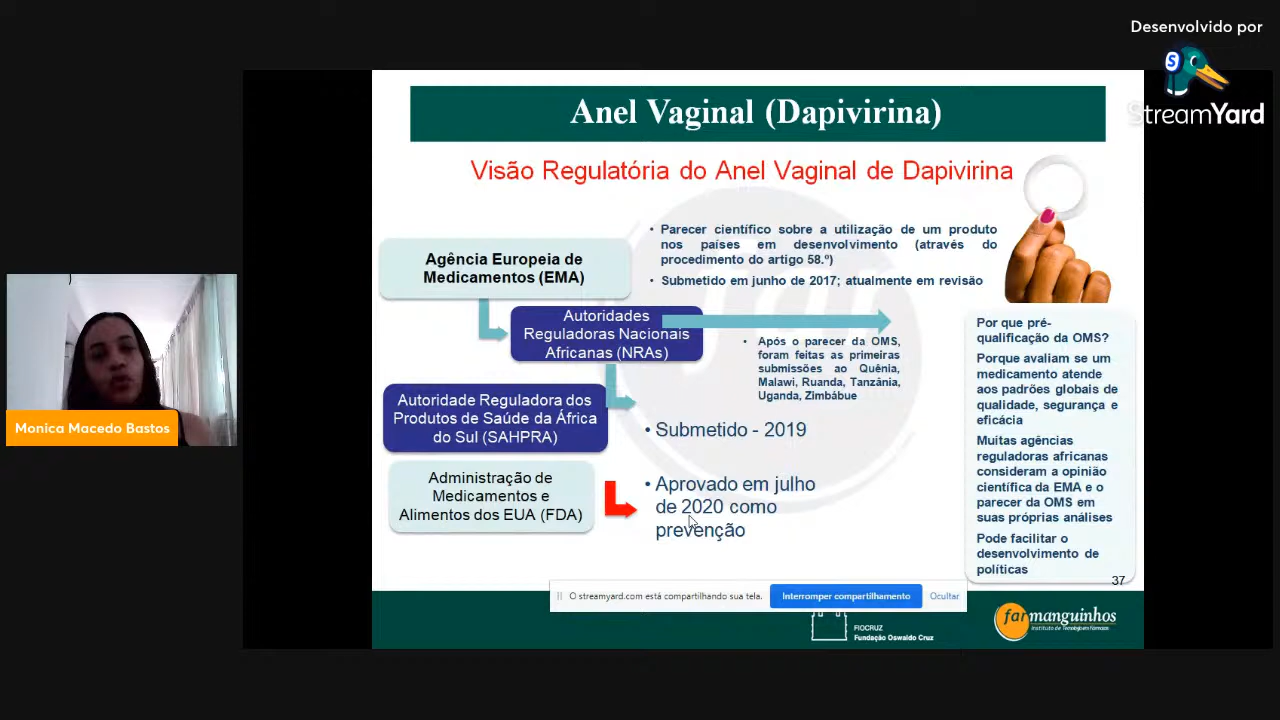 Desenvolvido por
StreamYard
Anel Vaginal (Dapivirina)
Visão Regulatória do Anel Vaginal de Dapivirina
Agência Europeia de
Medicamentos (EMA)
• Parecer científico sobre a utilização de um produto
nos países em desenvolvimento (através do
procedimento do artigo 58.º)
• Submetido em junho de 2017; atualmente em revisão
Autoridades
Reguladoras Nacionais
Africanas (NRAs)
• Após o parecer da OMS,
foram feitas as primeiras
submissões ao Quênia,
Malawi, Ruanda, Tanzânia,
Uganda, Zimbábue
Autoridade Reguladora dos
Produtos de Saúde da África
do Sul (SAHPRA)
• Submetido - 2019
Administração de
Medicamentos e
Alimentos dos EUA (FDA)
• Aprovado em julho
de 2020 como
prevenção
Por que pré-
qualificação da OMS?
Porque avaliam se um
medicamento atende
aos padrões globais de
qualidade, segurança e
eficácia
Muitas agências
reguladoras africanas
consideram a opinião
científica da EMA e o
parecer da OMS em
suas próprias análises
Pode facilitar o
desenvolvimento de
políticas
37
Monica Macedo Bastos
O streamyard.com está compartilhando sua tela.
Interromper compartilhamento
Ocultar
FIOCRUZ
Fundação Oswaldo Cruz
farmanguinhos
Instituto de Tecnologia em Fármacos